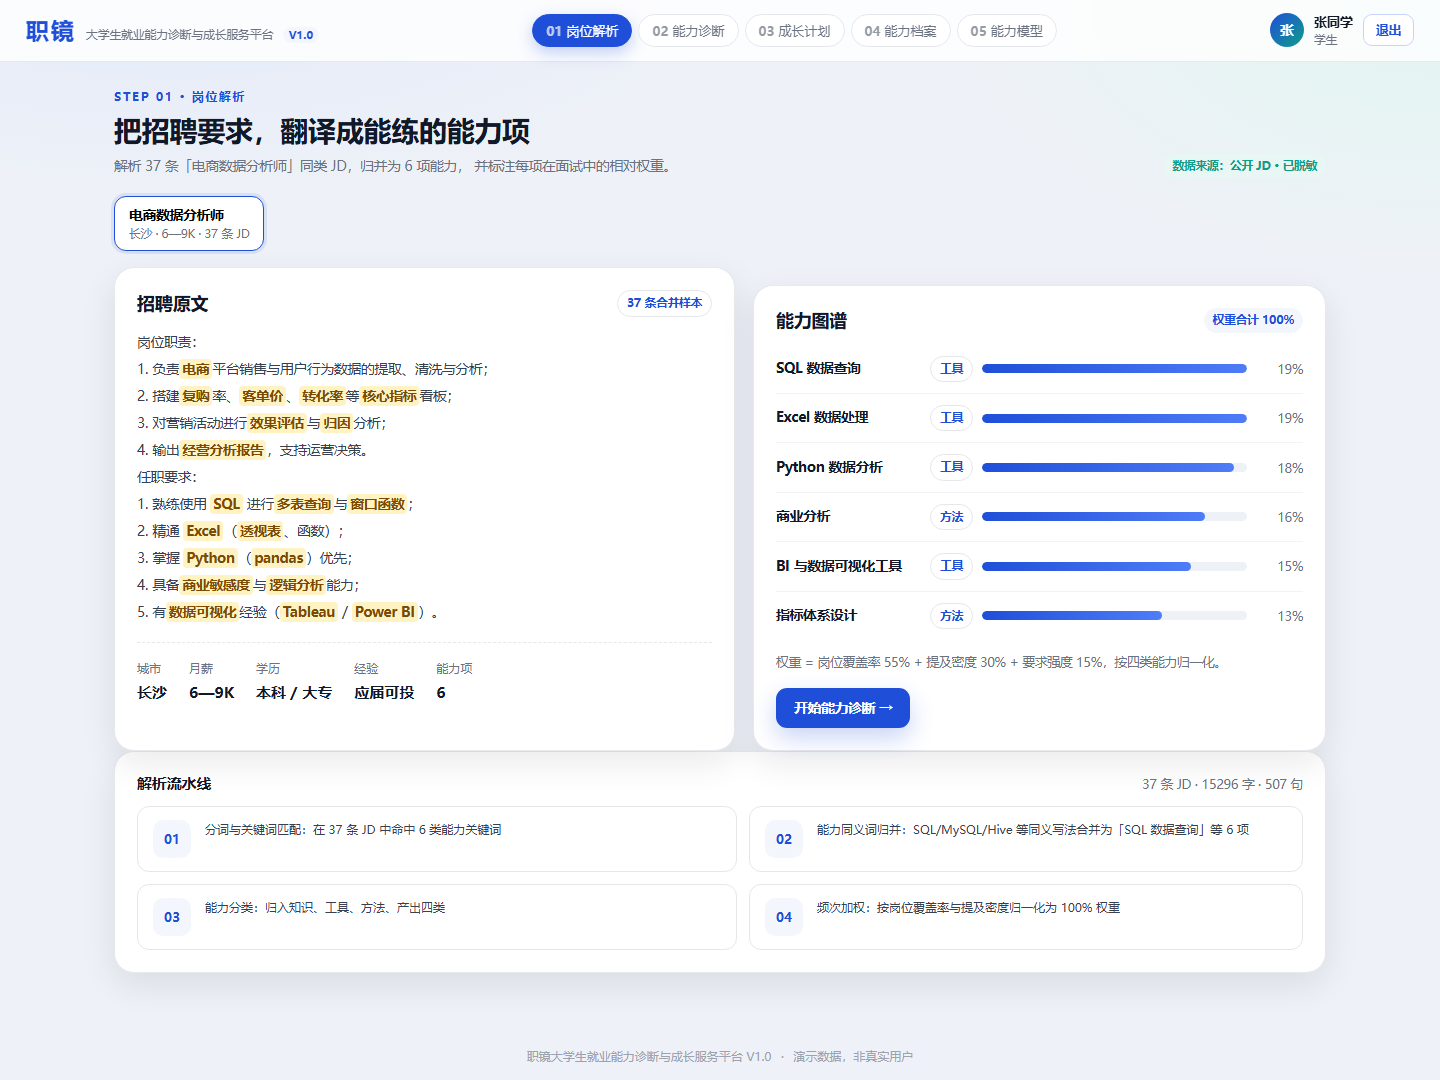 职镜 大学生就业能力诊断与成长服务平台 V1.0
01 岗位解析
02 能力诊断
03 成长计划
04 能力档案
05 能力模型
张
张同学
学生
退出
STEP 01 • 岗位解析
把招聘要求，翻译成能练的能力项
解析 37 条「电商数据分析师」同类 JD，归并为 6 项能力， 并标注每项在面试中的相对权重。
数据来源：公开 JD • 已脱敏
电商数据分析师
长沙 · 6—9K · 37 条 JD
招聘原文
37 条合并样本
岗位职责：
1. 负责电商平台销售与用户行为数据的提取、清洗与分析；
2. 搭建复购率、客单价、转化率等核心指标看板；
3. 对营销活动进行效果评估与归因分析；
4. 输出经营分析报告，支持运营决策。
任职要求：
1. 熟练使用 SQL 进行多表查询与窗口函数；
2. 精通 Excel（透视表、函数）；
3. 掌握 Python（pandas）优先；
4. 具备商业敏感度与逻辑分析能力；
5. 有数据可视化经验（Tableau / Power BI）。
城市 月薪 学历 经验 能力项
长沙 6—9K 本科 / 大专 应届可投 6
能力图谱
权重合计 100%
SQL 数据查询 工具 19%
Excel 数据处理 工具 19%
Python 数据分析 工具 18%
商业分析 方法 16%
BI 与数据可视化工具 工具 15%
指标体系设计 方法 13%
权重 = 岗位覆盖率 55% + 提及密度 30% + 要求强度 15%，按四类能力归一化。
开始能力诊断 →
解析流水线
37 条 JD · 15296 字 · 507 句
01 分词与关键词匹配：在 37 条 JD 中命中 6 类能力关键词
02 能力同义词归并：SQL/MySQL/Hive 等同义写法合并为「SQL 数据查询」等 6 项
03 能力分类：归入知识、工具、方法、产出四类
04 频次加权：按岗位覆盖率与提及密度归一化为 100% 权重
职镜大学生就业能力诊断与成长服务平台 V1.0 · 演示数据，非真实用户